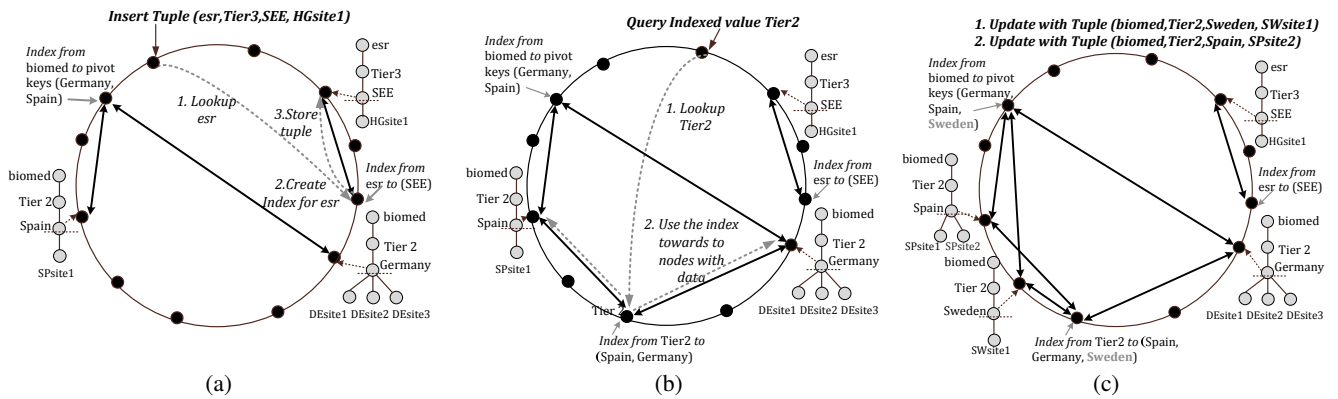 Insert Tuple (esr,Tier3,SEE, HGsite1)
Index from
biomed to pivot
keys (Germany,
Spain)
1. Lookup
esr
3.Store
tuple
2.Create
Index for esr
esr
Tier3
SEE
HGsite1
Index from
esr to (SEE)
biomed
Tier 2
Spain
SPsite1
biomed
Tier 2
Germany
DEsite1 DEsite2 DEsite3
(a)
Query Indexed value Tier2
Index from
biomed to pivot
keys (Germany,
Spain)
1. Lookup
Tier2
esr
Tier3
SEE
HGsite1
Index from
esr to (SEE)
biomed
Tier 2
Spain
SPsite1
2. Use the index
towards to
nodes with
data
biomed
Tier 2
Germany
DEsite1 DEsite2 DEsite3
Tier 2
Index from Tier2 to
(Spain, Germany)
(b)
1. Update with Tuple (biomed,Tier2,Sweden, SWsite1)
2. Update with Tuple (biomed,Tier2,Spain, SPsite2)
Index from
biomed to pivot
keys (Germany,
Spain,
Sweden)
esr
Tier3
SEE
HGsite1
Index from
esr to (SEE)
biomed
Tier 2
Spain
SPsite1 SPsite2
biomed
Tier 2
Sweden
SWsite1
biomed
Tier 2
Germany
DEsite1 DEsite2 DEsite3
Index from Tier2 to (Spain,
Germany, Sweden)
(c)